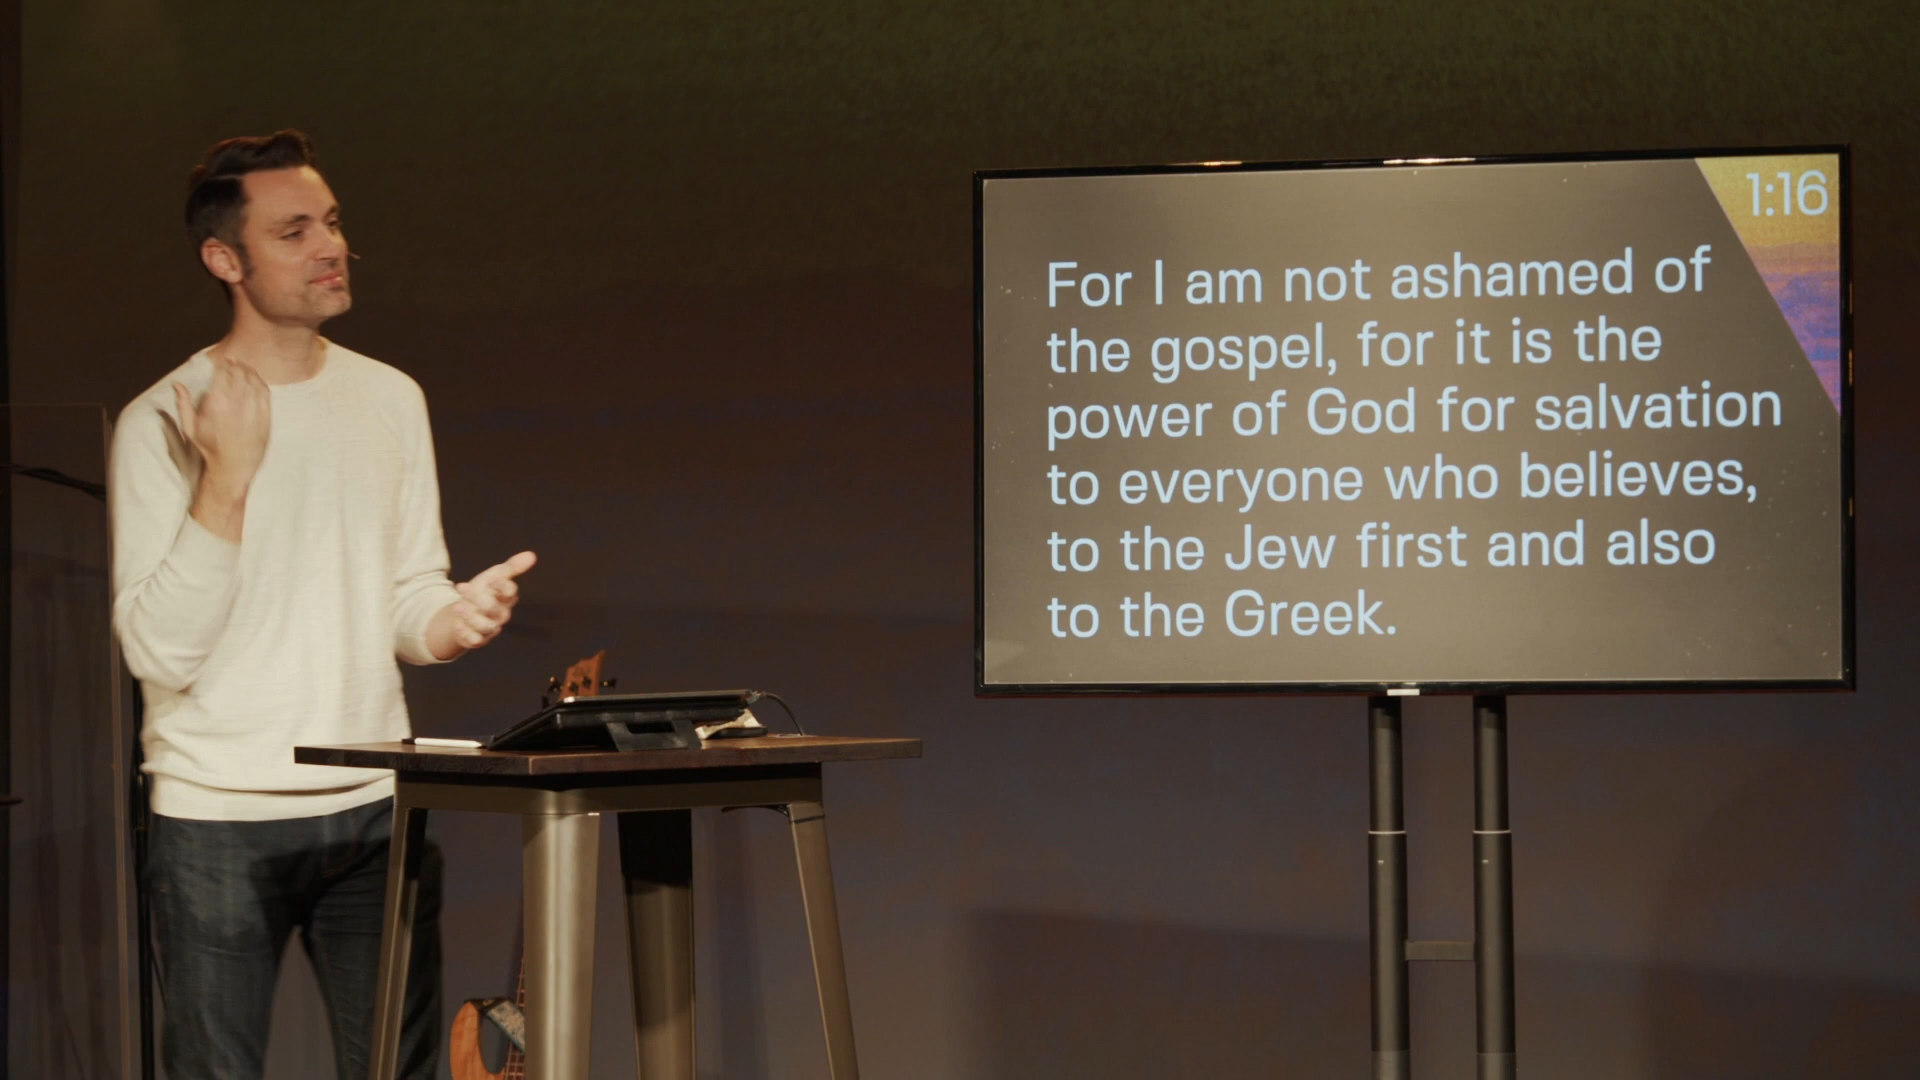 1:16
For I am not ashamed of
the gospel, for it is the
power of God for salvation
to everyone who believes,
to the Jew first and also
to the Greek.